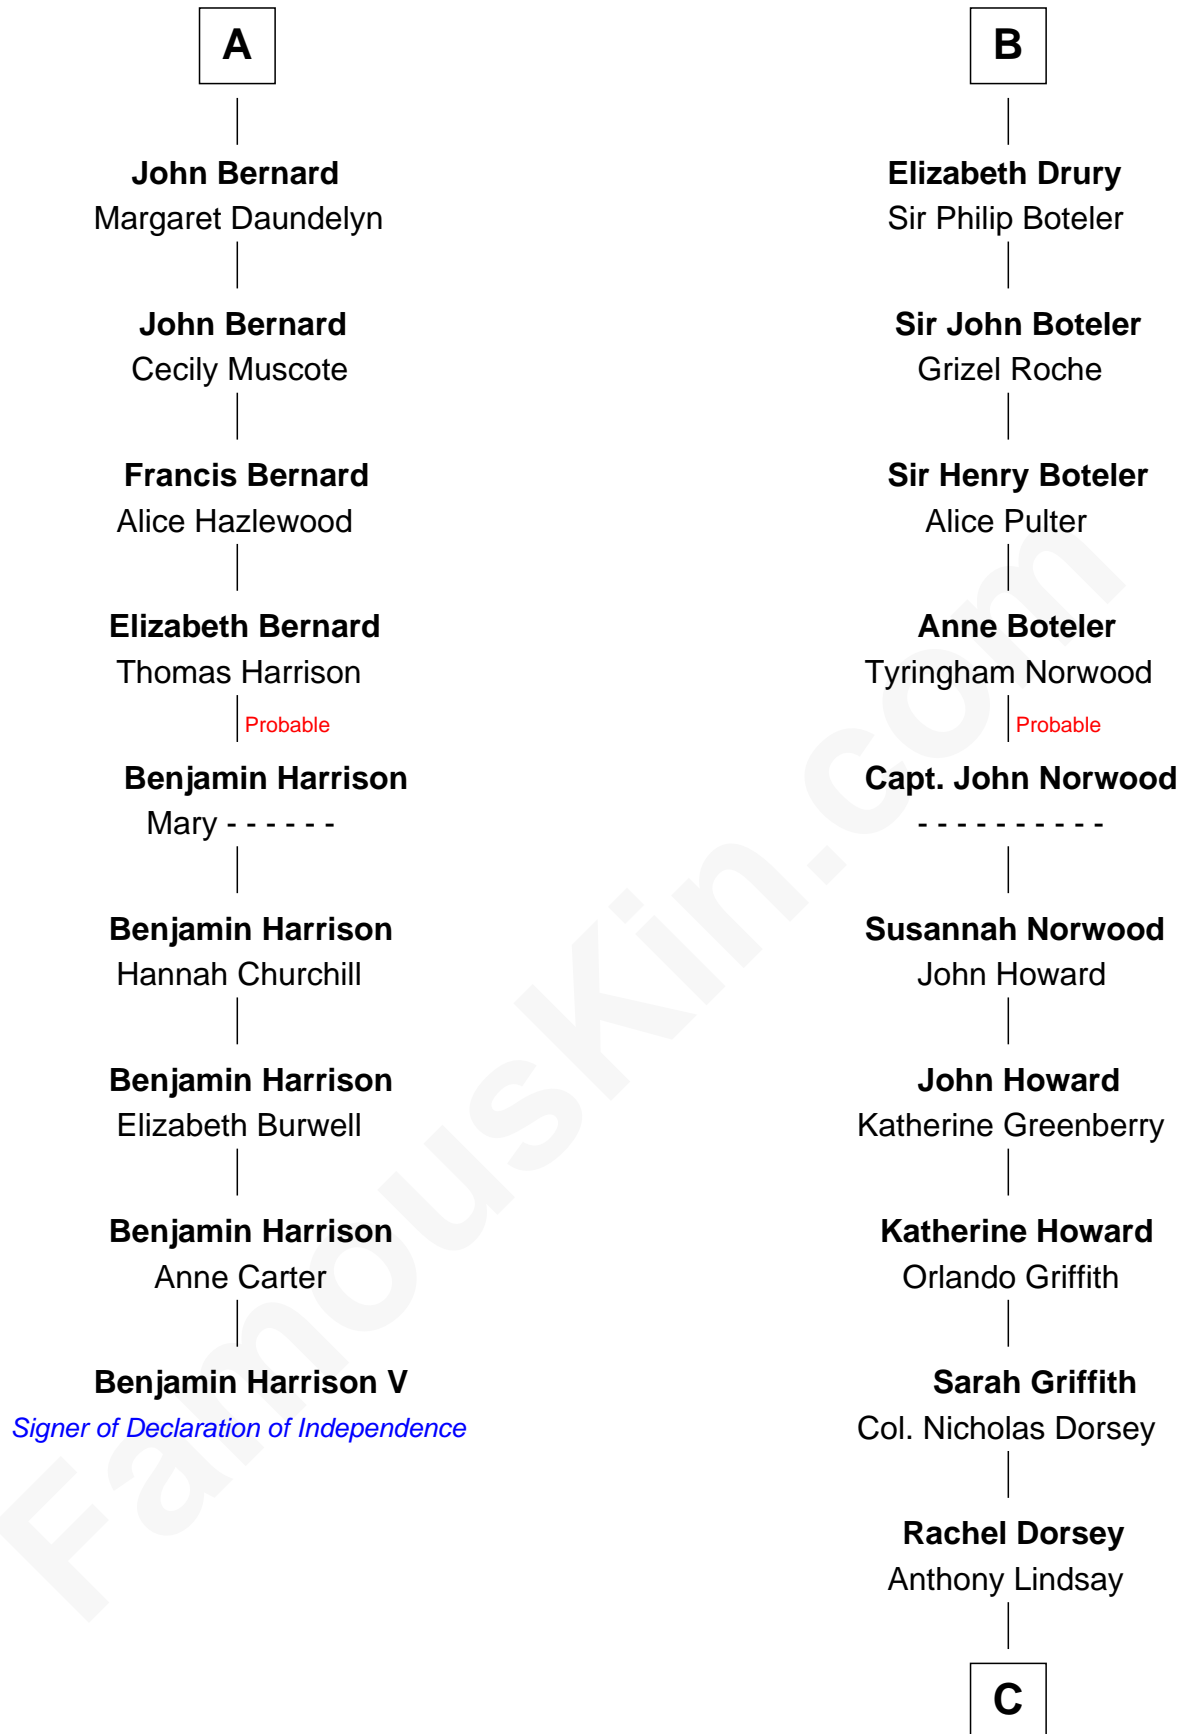 A
John Bernard
Margaret Daundelyn
John Bernard
Cecily Muscote
Francis Bernard
Alice Hazlewood
Elizabeth Bernard
Thomas Harrison
Probable
Benjamin Harrison
Mary - - - - - -
Benjamin Harrison
Hannah Churchill
Benjamin Harrison
Elizabeth Burwell
Benjamin Harrison
Anne Carter
Benjamin Harrison V
Signer of Declaration of Independence
B
Elizabeth Drury
Sir Philip Boteler
Sir John Boteler
Grizel Roche
Sir Henry Boteler
Alice Pulter
Anne Boteler
Tyringham Norwood
Probable
Capt. John Norwood
- - - - - - - - - -
Susannah Norwood
John Howard
John Howard
Katherine Greenberry
Katherine Howard
Orlando Griffith
Sarah Griffith
Col. Nicholas Dorsey
Rachel Dorsey
Anthony Lindsay
C
FamousKin.com